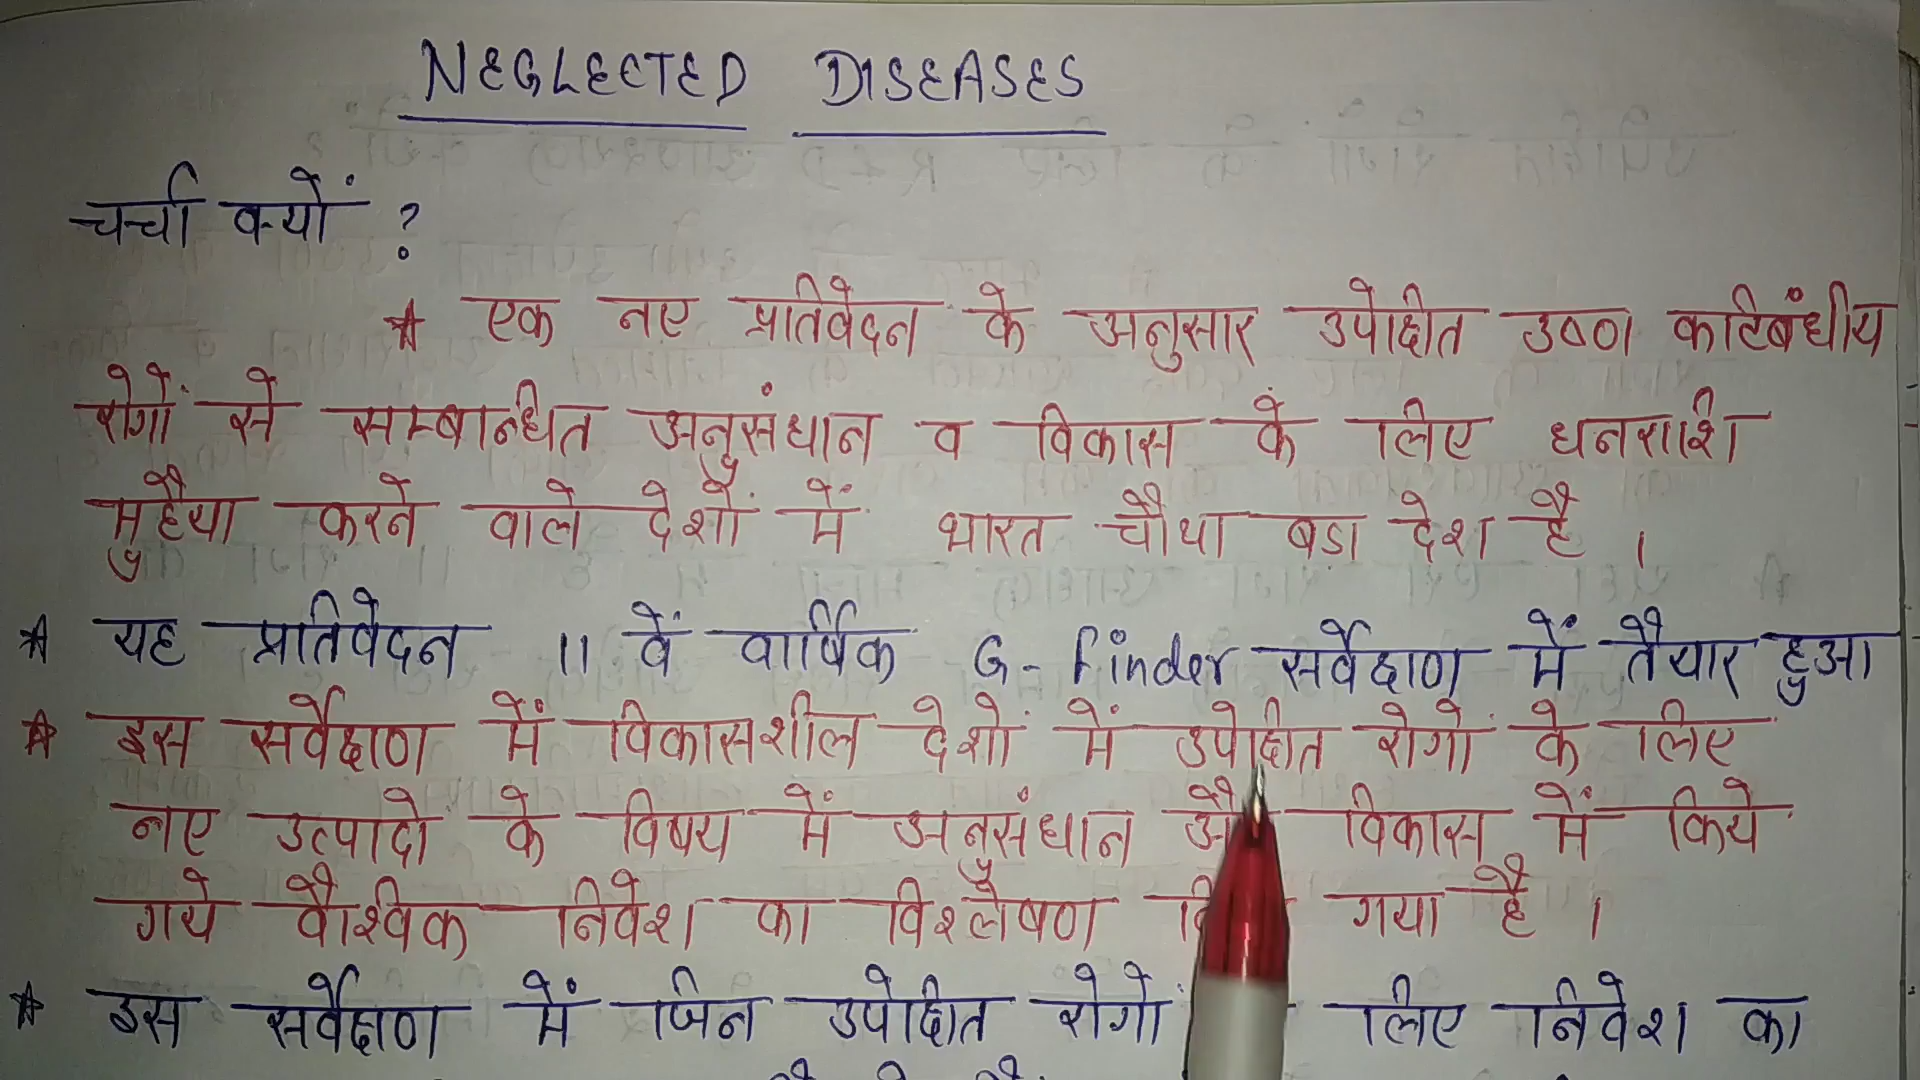 NEGLECTED DISEASES
चर्चा क्यों ?
* एक नए प्रतिवेदन के अनुसार उपेक्षित उष्ण कटिबंधीय
रोगों से सम्बन्धित अनुसंधान व विकास के लिए धनराशि
मुहैया करने वाले देशों में भारत चौथा बड़ा देश है ।
* यह प्रतिवेदन 11 वें वार्षिक G-Finder सर्वेक्षण में तैयार हुआ
* इस सर्वेक्षण में विकासशील देशों में उपेक्षित रोगों के लिए
नए उत्पादो के विषय में अनुसंधान विकास में किये
गये वैश्विक निवेश का विश्लेषण गया है ।
* इस सर्वेक्षण में जिन उपेक्षित रोगों लिए निवेश का